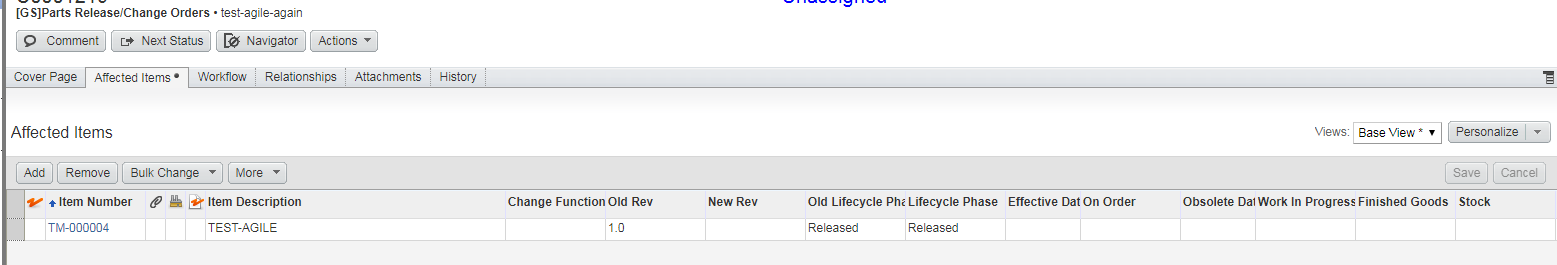 [GS]Parts Release/Change Orders • test-agile-again
Comment Next Status Navigator Actions
Cover Page Affected Items • Workflow Relationships Attachments History
Affected Items Views: Base View * Personalize
Add Remove Bulk Change More Save Cancel
Item Number Item Description Change Function Old Rev New Rev Old Lifecycle Pha Lifecycle Phase Effective Dat On Order Obsolete Dat Work In Progress Finished Goods Stock
TM-000004 TEST-AGILE 1.0 Released Released